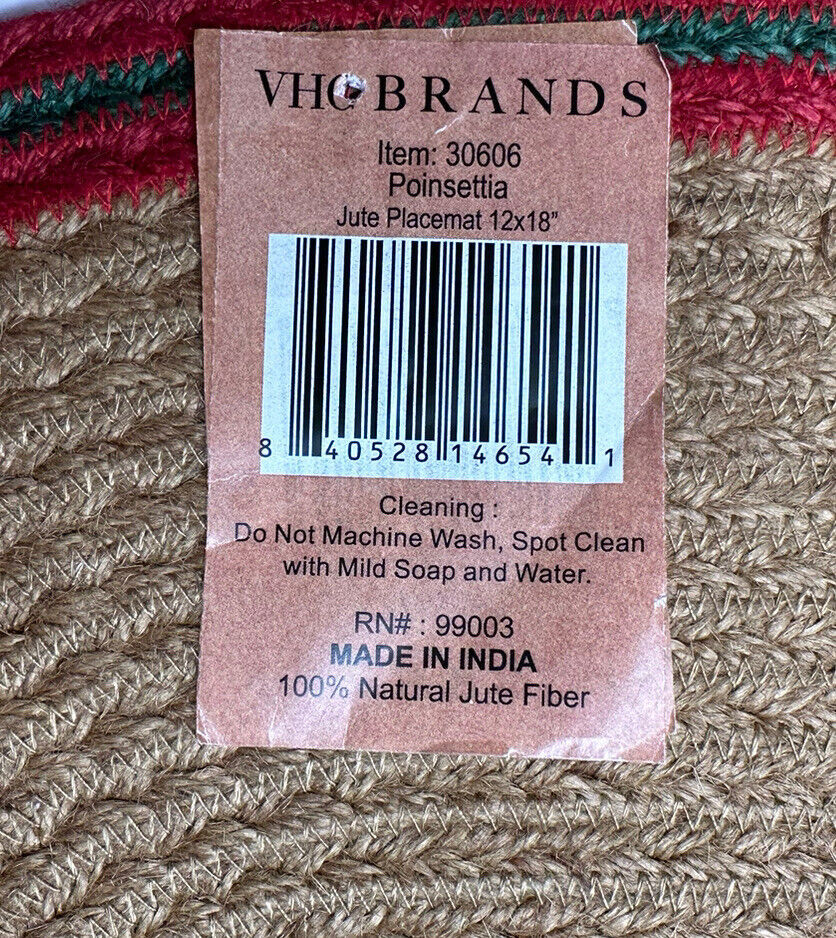 VHC BRANDS
Item: 30606
Poinsettia
Jute Placemat 12x18”
8 40528 14654 1
Cleaning :
Do Not Machine Wash, Spot Clean
with Mild Soap and Water.
RN# : 99003
MADE IN INDIA
100% Natural Jute Fiber